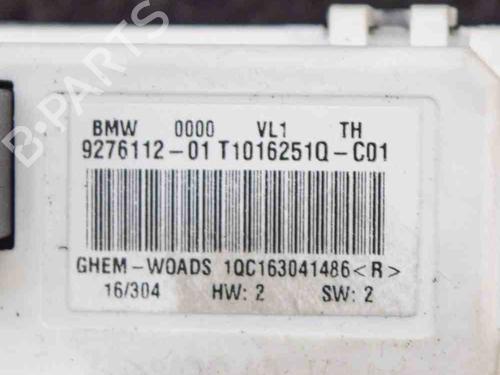 BMW 0000 VL1 TH
9276112-01 T1016251Q-C01
GHEM-WOADS 1QC163041486<R>
16/304 HW: 2 SW: 2
B-PARTS